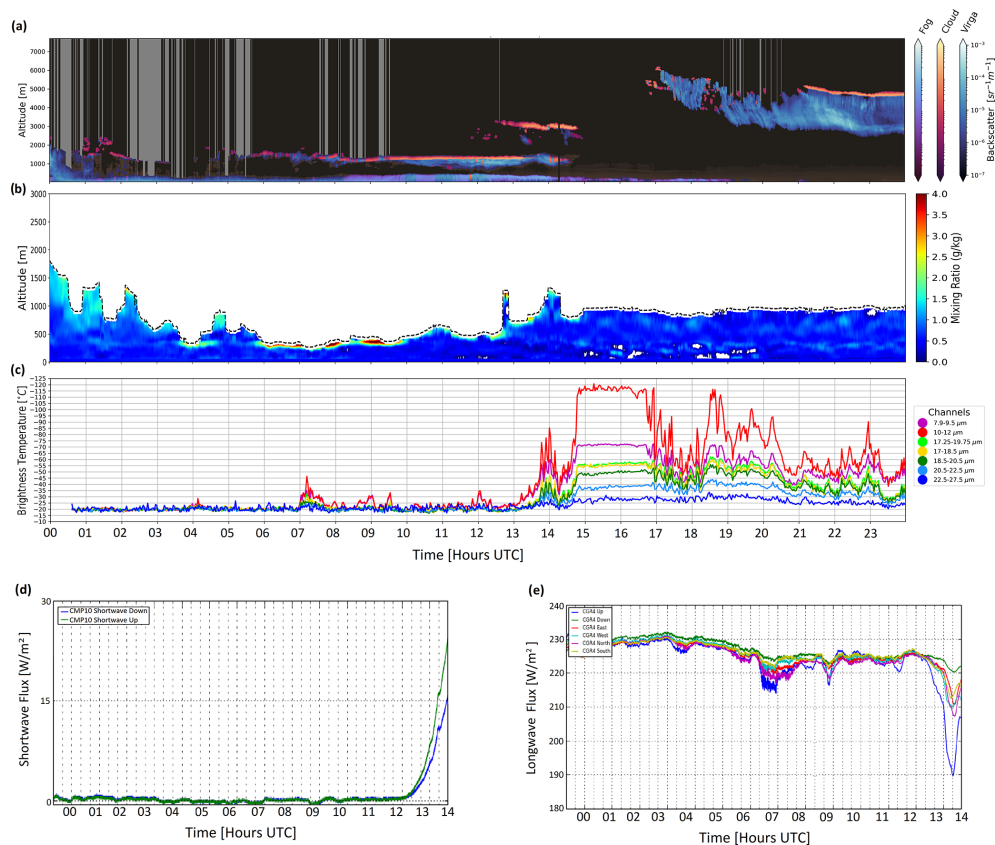 (a)
Fog
Cloud
Virga
7000
6000
5000
4000
3000
2000
1000
Altitude [m]
10⁻³
10⁻⁴
10⁻⁵
10⁻⁶
10⁻⁷
Backscatter [sr⁻¹m⁻¹]
(b)
3000
2500
2000
1500
1000
500
0
Altitude [m]
4.0
3.5
3.0
2.5
2.0
1.5
1.0
0.5
0.0
Mixing Ratio (g/kg)
(c)
−125
−120
−115
−110
−105
−100
−95
−90
−85
−80
−75
−70
−65
−60
−55
−50
−45
−40
−35
−30
−25
−20
−15
−10
Brightness Temperature [°C]
00 01 02 03 04 05 06 07 08 09 10 11 12 13 14 15 16 17 18 19 20 21 22 23
Time [Hours UTC]
Channels
7.9-9.5 μm
10-12 μm
17.25-19.75 μm
17-18.5 μm
18.5-20.5 μm
20.5-22.5 μm
22.5-27.5 μm
(d)
30
15
0
Shortwave Flux [W/m²]
CMP10 Shortwave Down
CMP10 Shortwave Up
00 01 02 03 04 05 06 07 08 09 10 11 12 13 14
Time [Hours UTC]
(e)
240
230
220
210
200
190
180
Longwave Flux [W/m²]
CGR4 Up
CGR4 Down
CGR4 East
CGR4 West
CGR4 North
CGR4 South
00 01 02 03 04 05 06 07 08 09 10 11 12 13 14
Time [Hours UTC]